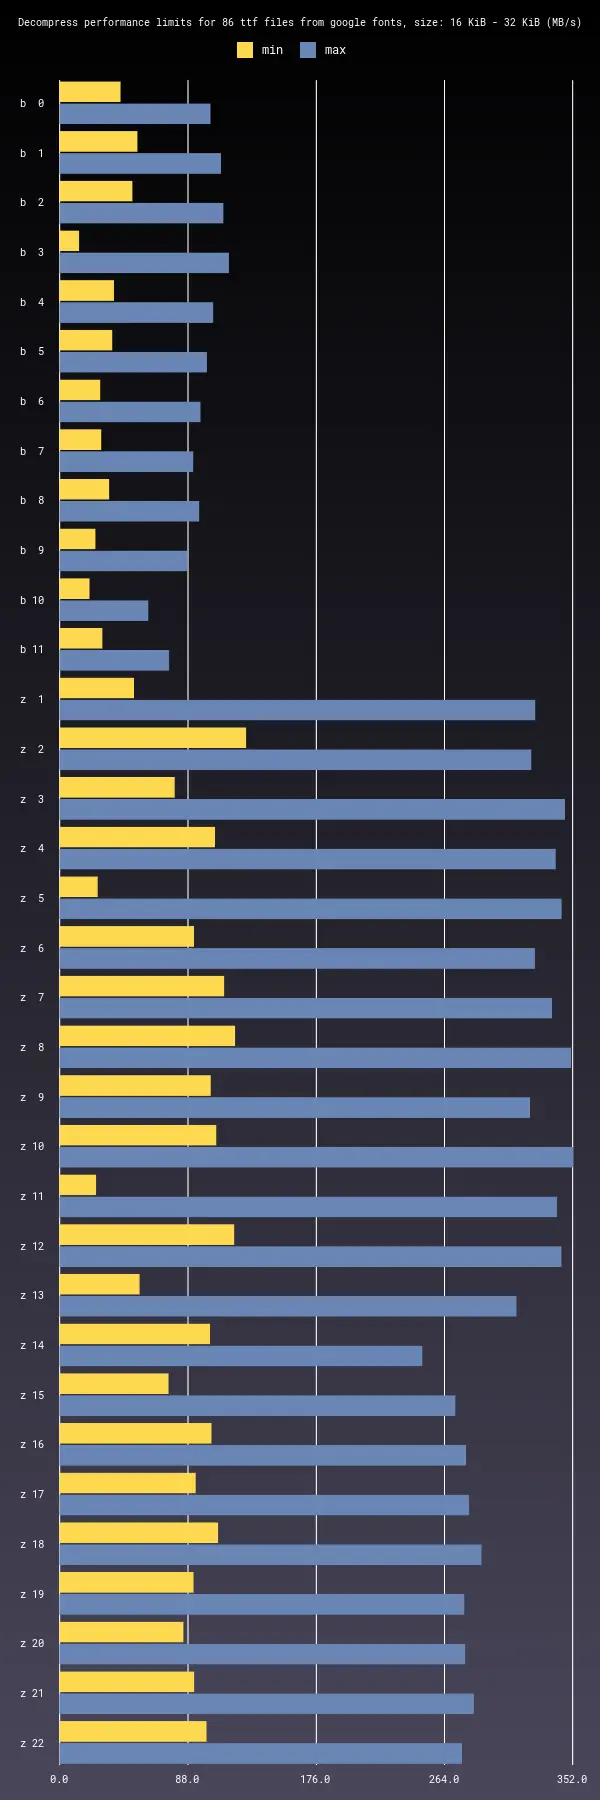 Decompress performance limits for 86 ttf files from google fonts, size: 16 KiB - 32 KiB (MB/s)
min max
b 0
b 1
b 2
b 3
b 4
b 5
b 6
b 7
b 8
b 9
b 10
b 11
z 1
z 2
z 3
z 4
z 5
z 6
z 7
z 8
z 9
z 10
z 11
z 12
z 13
z 14
z 15
z 16
z 17
z 18
z 19
z 20
z 21
z 22
0.0 88.0 176.0 264.0 352.0